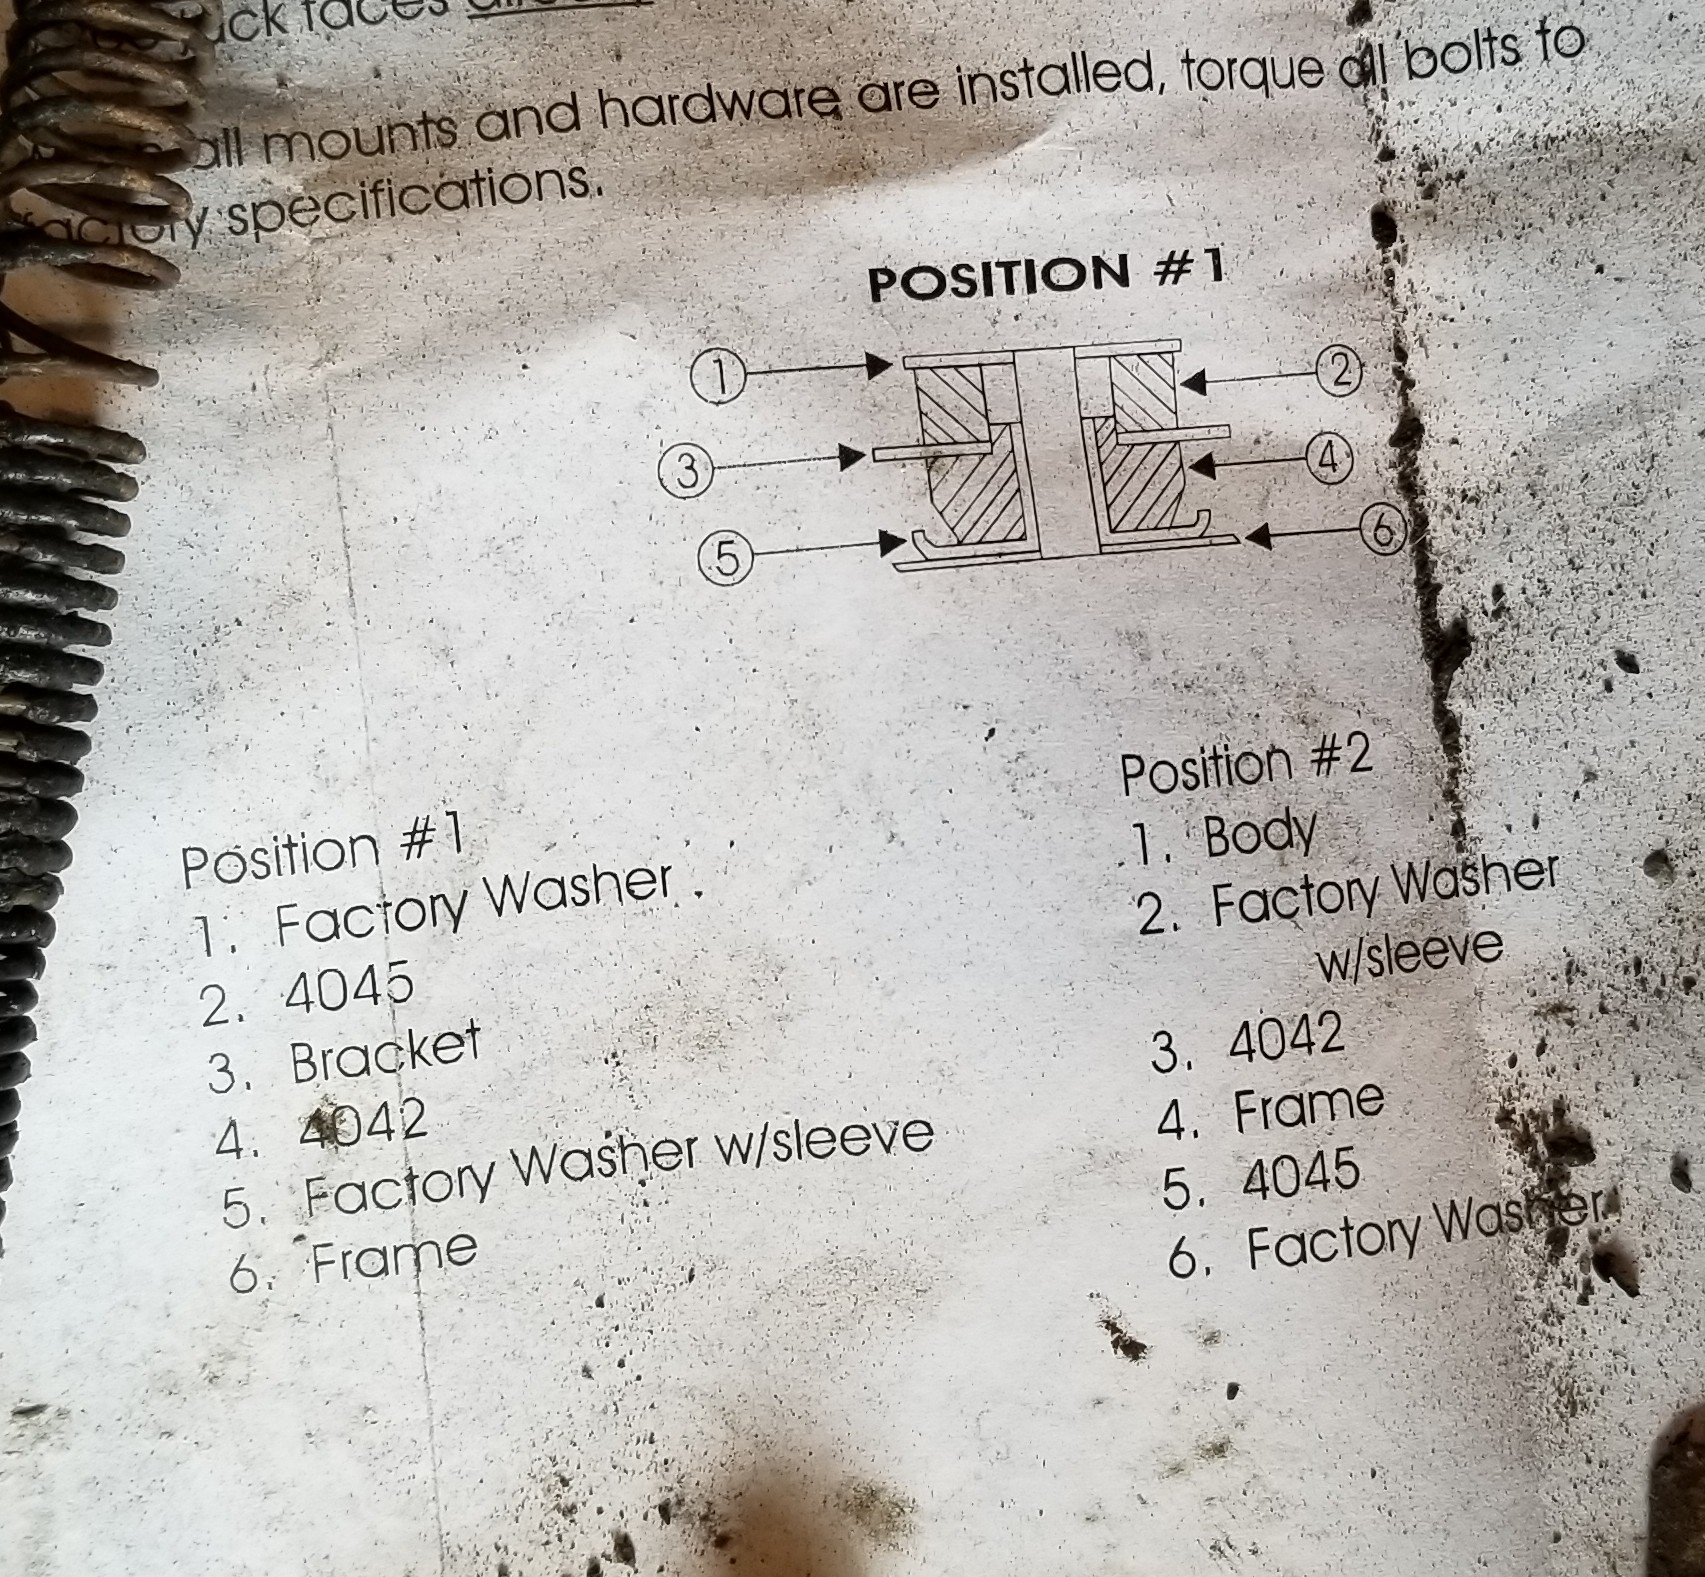 faces
all mounts and hardware are installed, torque all bolts to
factory specifications.
POSITION #1
1
2
3
4
5
6
Position #1
1. Factory Washer
2. 4045
3. Bracket
4. 4042
5. Factory Washer w/sleeve
6. Frame
Position #2
1. Body
2. Factory Washer
w/sleeve
3. 4042
4. Frame
5. 4045
6. Factory Washer